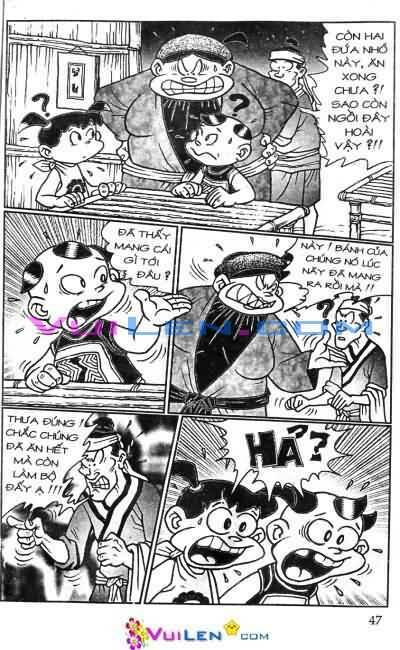 CÒN HAI
ĐỨA NHỎ
NÀY, ĂN
XONG
CHƯA ?!
SAO CÒN
NGỒI ĐÂY
HOÀI
VẬY ?!!
ĐÃ THẤY
MANG CÁI
GÌ TỚI
ĐÂU ?
NÀY ! BÁNH CỦA
CHÚNG NÓ LÚC
NÃY ĐÃ MANG
RA RỒI MÀ !!
VUILEN.COM
THƯA ĐÚNG !
CHẮC CHÚNG
ĐÃ ĂN HẾT
MÀ CÒN
LÀM BỘ
ĐẤY Ạ !!!
HẢ ?
47
VUILEN.COM